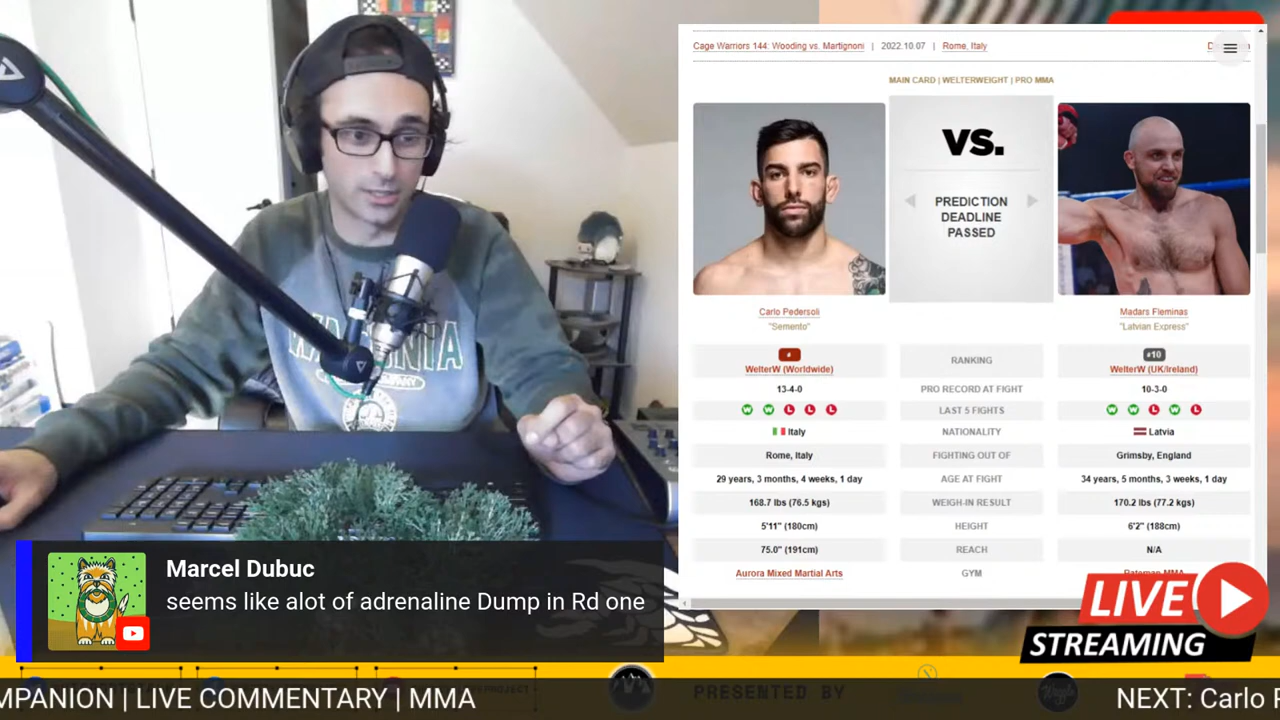 Cage Warriors 144: Wooding vs. Martignoni | 2022.10.07 | Rome, Italy
MAIN CARD | WELTERWEIGHT | PRO MMA
VS.
PREDICTION
DEADLINE
PASSED
Carlo Pedersoli
"Semento"
Madars Fleminas
"Latvian Express"
# RANKING #10
WelterW (Worldwide) WelterW (UK/Ireland)
13-4-0 PRO RECORD AT FIGHT 10-3-0
W W L L L LAST 5 FIGHTS W W L W L
Italy NATIONALITY Latvia
Rome, Italy FIGHTING OUT OF Grimsby, England
29 years, 3 months, 4 weeks, 1 day AGE AT FIGHT 34 years, 5 months, 3 weeks, 1 day
168.7 lbs (76.5 kgs) WEIGH-IN RESULT 170.2 lbs (77.2 kgs)
5'11" (180cm) HEIGHT 6'2" (188cm)
75.0" (191cm) REACH N/A
Aurora Mixed Martial Arts GYM
Marcel Dubuc
seems like alot of adrenaline Dump in Rd one
LIVE
STREAMING
PRESENTED BY
MPANION | LIVE COMMENTARY | MMA
NEXT: Carlo P